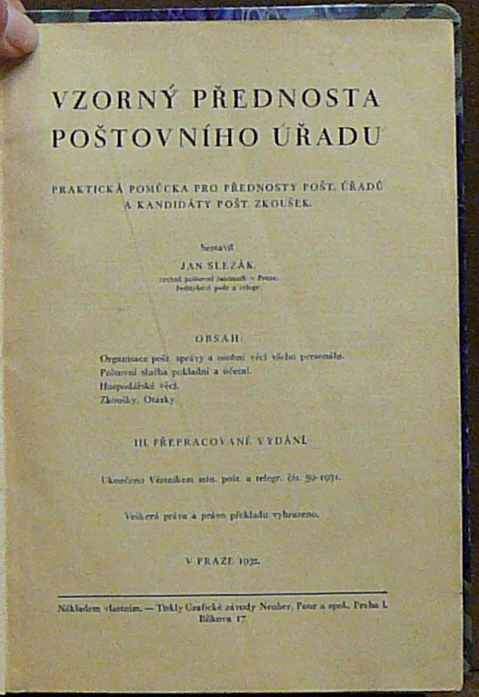 VZORNÝ PŘEDNOSTA
POŠTOVNÍHO ÚŘADU
PRAKTICKÁ POMŮCKA PRO PŘEDNOSTY POŠT. ÚŘADŮ
A KANDIDÁTY POŠT. ZKOUŠEK.
Sestavil
JAN SLEZÁK,
OBSAH:
Organisace pošt. správy a osobní věci všeho personálu.
Poštovní služba pokladní a účetní.
Hospodářské věci.
Zkoušky, Otázky.
III. PŘEPRACOVANÉ VYDÁNÍ.
Ukončeno Věstníkem min. pošt. a telegr. čís. 59-1931.
Veškerá práva a právo překladu vyhrazeno.
V PRAZE 1932.
Nákladem vlastním. — Tiskly Grafické závody Neuber, Pour a spol., Praha I,
17